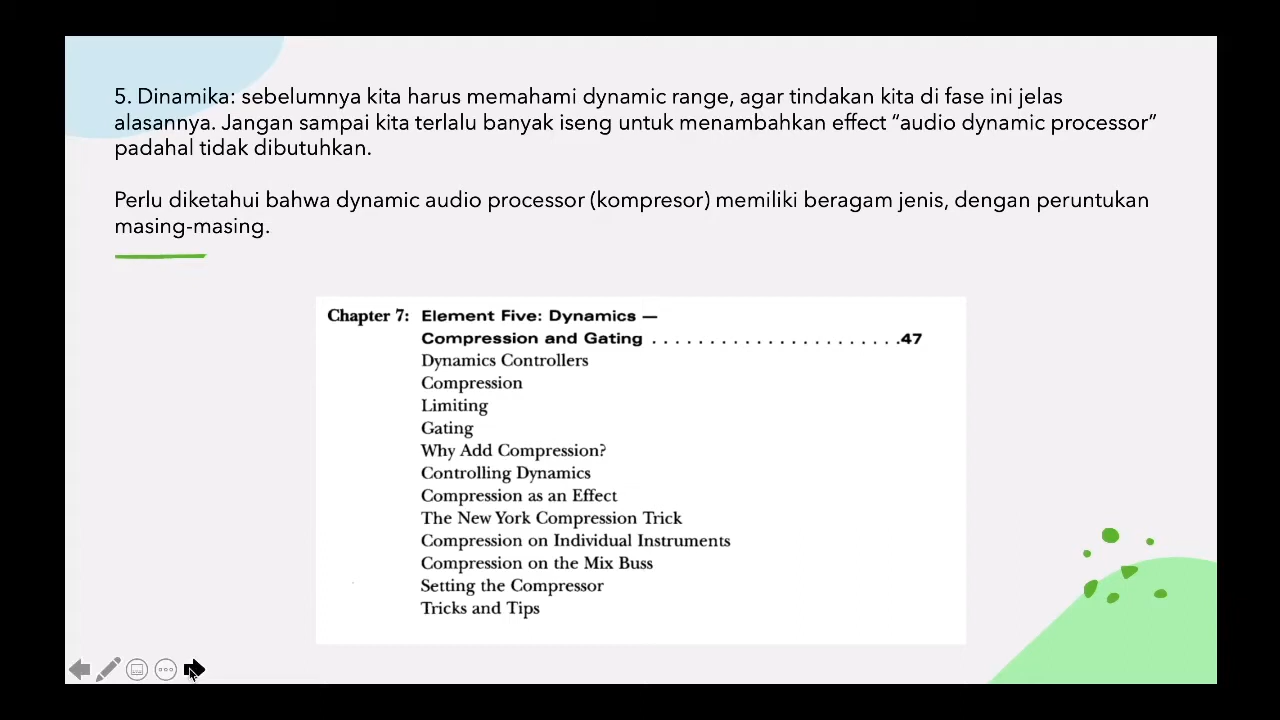 5. Dinamika: sebelumnya kita harus memahami dynamic range, agar tindakan kita di fase ini jelas
alasannya. Jangan sampai kita terlalu banyak iseng untuk menambahkan effect “audio dynamic processor”
padahal tidak dibutuhkan.
Perlu diketahui bahwa dynamic audio processor (kompresor) memiliki beragam jenis, dengan peruntukan
masing-masing.
Chapter 7: Element Five: Dynamics —
Compression and Gating . . . . . . . . . . . . . . . . . . . . . .47
Dynamics Controllers
Compression
Limiting
Gating
Why Add Compression?
Controlling Dynamics
Compression as an Effect
The New York Compression Trick
Compression on Individual Instruments
Compression on the Mix Buss
Setting the Compressor
Tricks and Tips